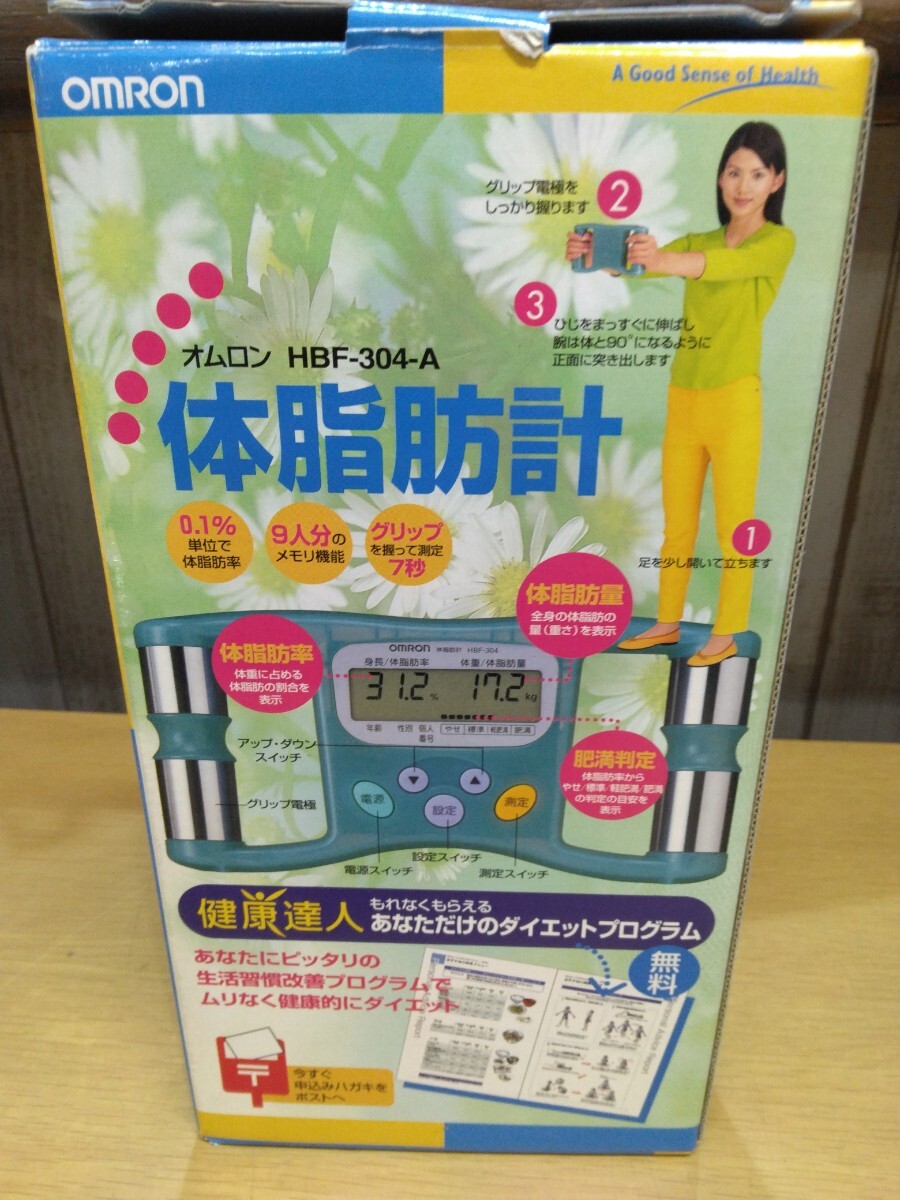 OMRON
A Good Sense of Health
グリップ電極を
しっかり握ります
2
3
ひじをまっすぐに伸ばし
腕は体と90°になるように
正面に突き出します
オムロン HBF-304-A
体脂肪計
0.1%
単位で
体脂肪率
9人分の
メモリ機能
グリップ
を握って測定
7秒
1
足を少し開いて立ちます
体脂肪量
全身の体脂肪の
量(重さ)を表示
体脂肪率
体重に占める
体脂肪の割合を
表示
OMRON 体脂肪計 HBF-304
身長/体脂肪率 体重/体脂肪量
31.2 % 17.2 kg
年齢 性別 個人番号 やせ 標準 軽肥満 肥満
肥満判定
体脂肪率から
やせ/標準/軽肥満/肥満
の判定の目安を
表示
アップ・ダウン
スイッチ
グリップ電極
電源
設定
測定
設定スイッチ
電源スイッチ
測定スイッチ
健康達人
もれなくもらえる
あなただけのダイエットプログラム
無料
あなたにピッタリの
生活習慣改善プログラムで
ムリなく健康的にダイエット
今すぐ
申込みハガキを
ポストへ